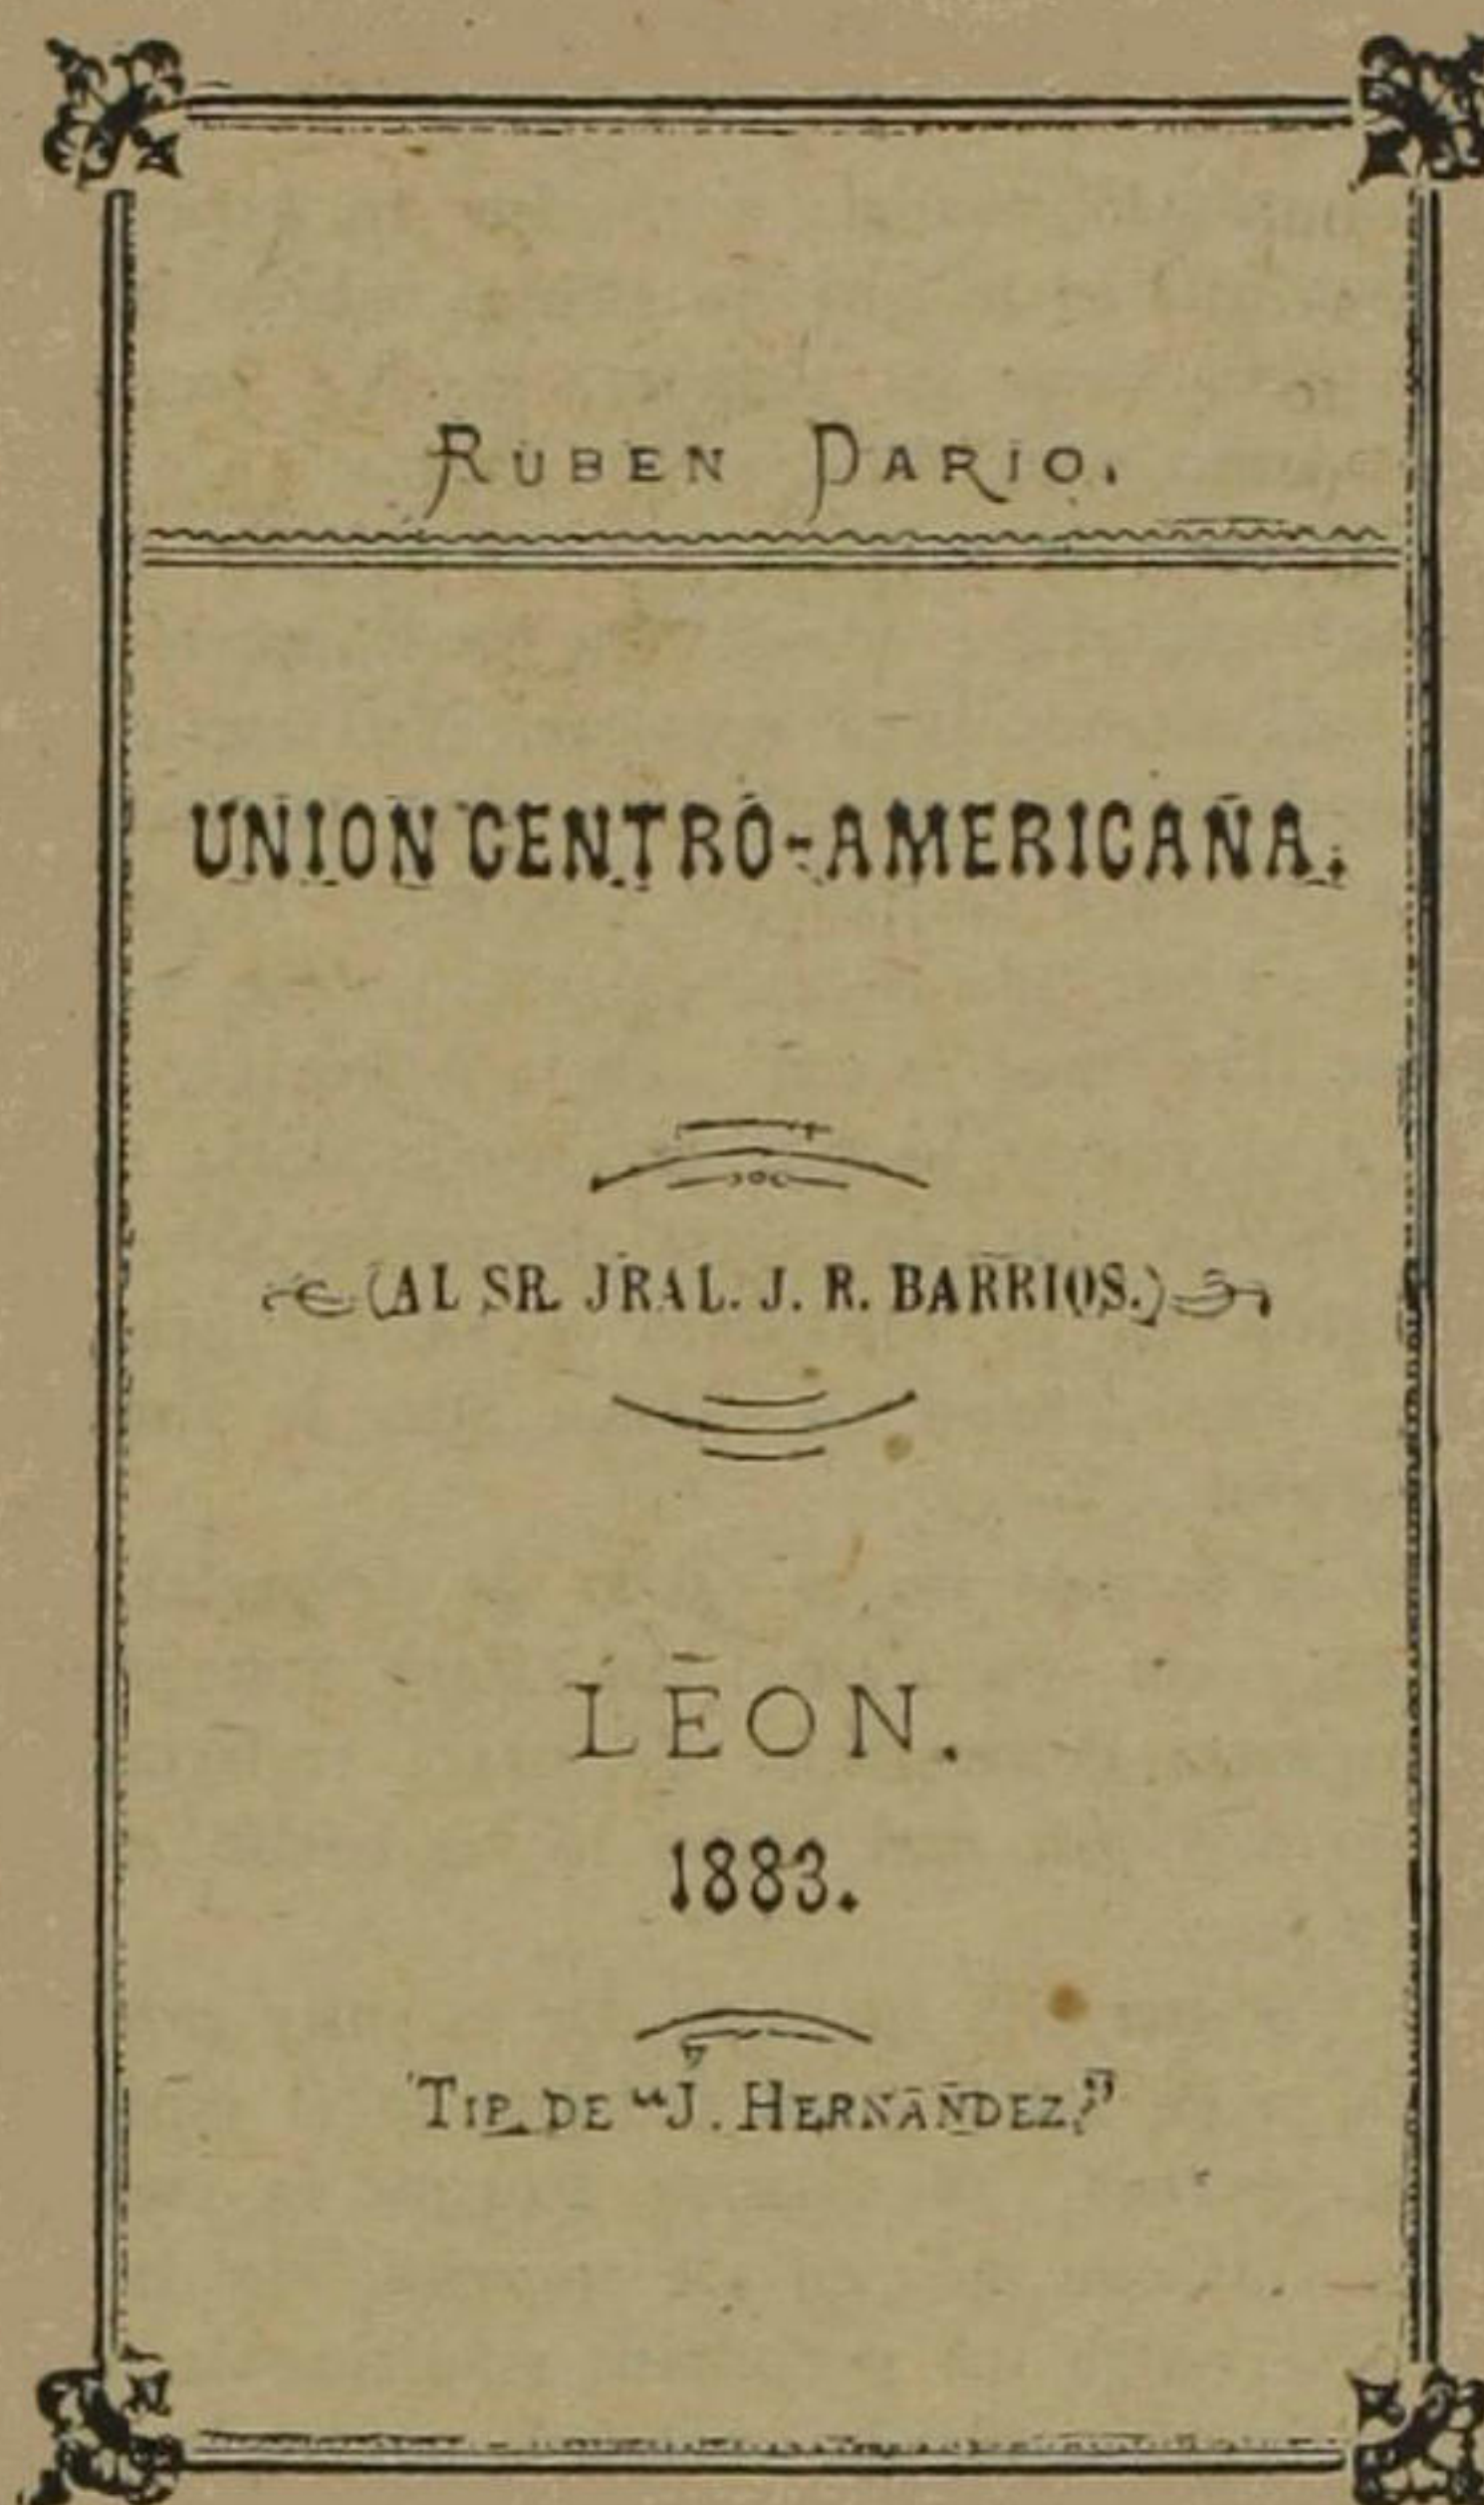 RUBEN DARIO.
UNION CENTRO-AMERICANA.
(AL SR. JRAL. J. R. BARRIOS.)
LEON.
1883.
TIP. DE "J. HERNANDEZ."